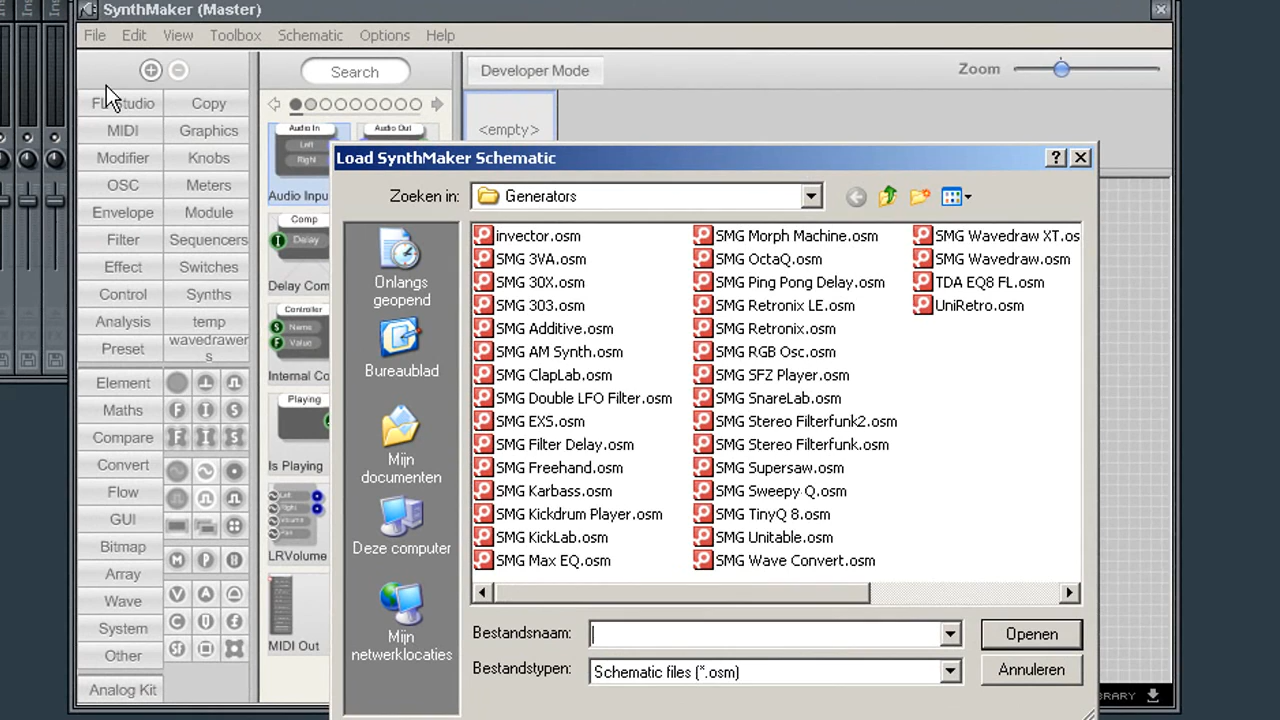 Ins
Ins
Ins
SynthMaker (Master)
File Edit View Toolbox Schematic Options Help
Search
Developer Mode
Zoom
Copy
MIDI Graphics
Modifier Knobs
OSC Meters
Envelope Module
Filter Sequencers
Effect Switches
Control Synths
Analysis temp
Preset wavedrawer
s
Element
Maths
Compare
Convert
Flow
GUI
Bitmap
Array
Wave
System
Other
Analog Kit
Audio In
Audio Out
Left
Right
Audio Inpu
Comp
Delay
Delay Com
Controller
Name
Value
Internal Co
Playing
Is Playing
LRVolume
MIDI Out
<empty>
Load SynthMaker Schematic
Zoeken in: Generators
Onlangs
geopend
Bureaublad
Mijn
documenten
Deze computer
Mijn
netwerklocaties
invector.osm
SMG 3VA.osm
SMG 30X.osm
SMG 303.osm
SMG Additive.osm
SMG AM Synth.osm
SMG ClapLab.osm
SMG Double LFO Filter.osm
SMG EXS.osm
SMG Filter Delay.osm
SMG Freehand.osm
SMG Karbass.osm
SMG Kickdrum Player.osm
SMG KickLab.osm
SMG Max EQ.osm
SMG Morph Machine.osm
SMG OctaQ.osm
SMG Ping Pong Delay.osm
SMG Retronix LE.osm
SMG Retronix.osm
SMG RGB Osc.osm
SMG SFZ Player.osm
SMG SnareLab.osm
SMG Stereo Filterfunk2.osm
SMG Stereo Filterfunk.osm
SMG Supersaw.osm
SMG Sweepy Q.osm
SMG TinyQ 8.osm
SMG Unitable.osm
SMG Wave Convert.osm
SMG Wavedraw XT.os
SMG Wavedraw.osm
TDA EQ8 FL.osm
UniRetro.osm
Bestandsnaam:
Openen
Bestandstypen: Schematic files (*.osm)
Annuleren